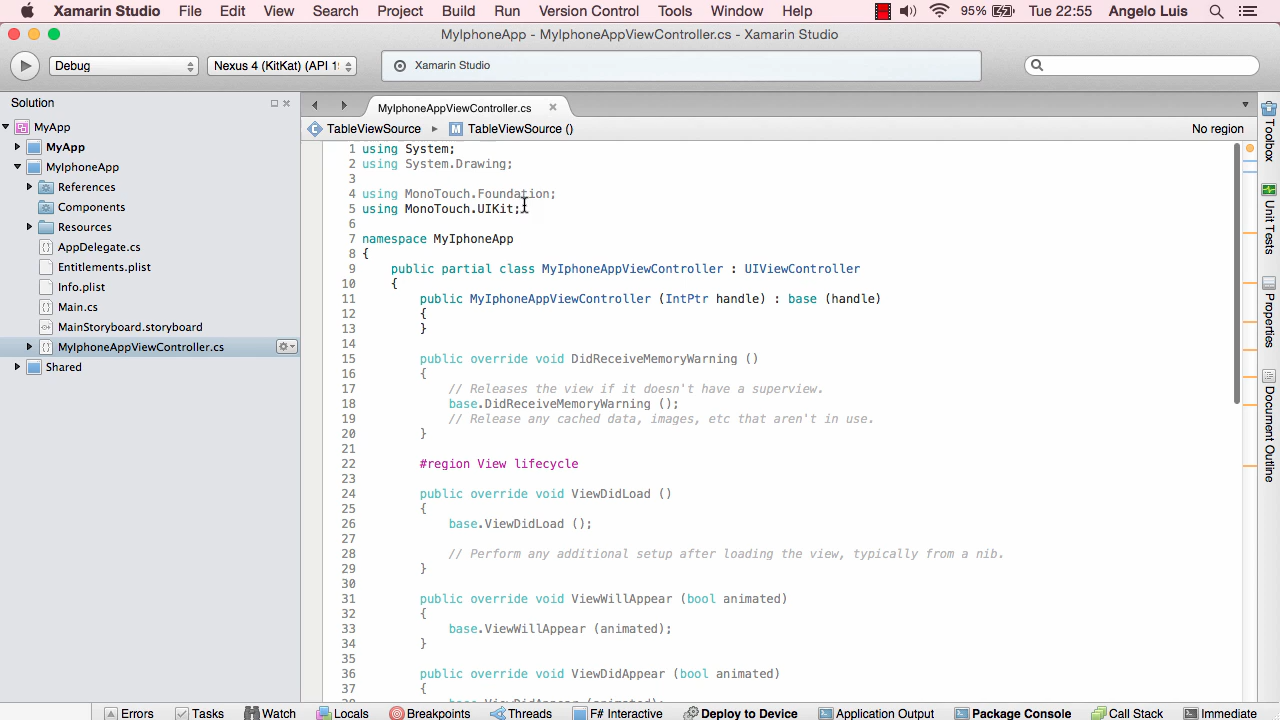 Xamarin Studio File Edit View Search Project Build Run Version Control Tools Window Help 95% Tue 22:55 Angelo Luis
MyIphoneApp - MyIphoneAppViewController.cs - Xamarin Studio
Debug Nexus 4 (KitKat) (API 1 Xamarin Studio
Solution
MyApp
MyApp
MyIphoneApp
References
Components
Resources
AppDelegate.cs
Entitlements.plist
Info.plist
Main.cs
MainStoryboard.storyboard
MyIphoneAppViewController.cs
Shared
MyIphoneAppViewController.cs
TableViewSource TableViewSource () No region
1 using System;
2 using System.Drawing;
3
4 using MonoTouch.Foundation;
5 using MonoTouch.UIKit;
6
7 namespace MyIphoneApp
8 {
9 public partial class MyIphoneAppViewController : UIViewController
10 {
11 public MyIphoneAppViewController (IntPtr handle) : base (handle)
12 {
13 }
14
15 public override void DidReceiveMemoryWarning ()
16 {
17 // Releases the view if it doesn't have a superview.
18 base.DidReceiveMemoryWarning ();
19 // Release any cached data, images, etc that aren't in use.
20 }
21
22 #region View lifecycle
23
24 public override void ViewDidLoad ()
25 {
26 base.ViewDidLoad ();
27
28 // Perform any additional setup after loading the view, typically from a nib.
29 }
30
31 public override void ViewWillAppear (bool animated)
32 {
33 base.ViewWillAppear (animated);
34 }
35
36 public override void ViewDidAppear (bool animated)
37 {
38 base.ViewDidAppear (animated);
Toolbox
Unit Tests
Properties
Document Outline
Errors Tasks Watch Locals Breakpoints Threads F# Interactive Deploy to Device Application Output Package Console Call Stack Immediate